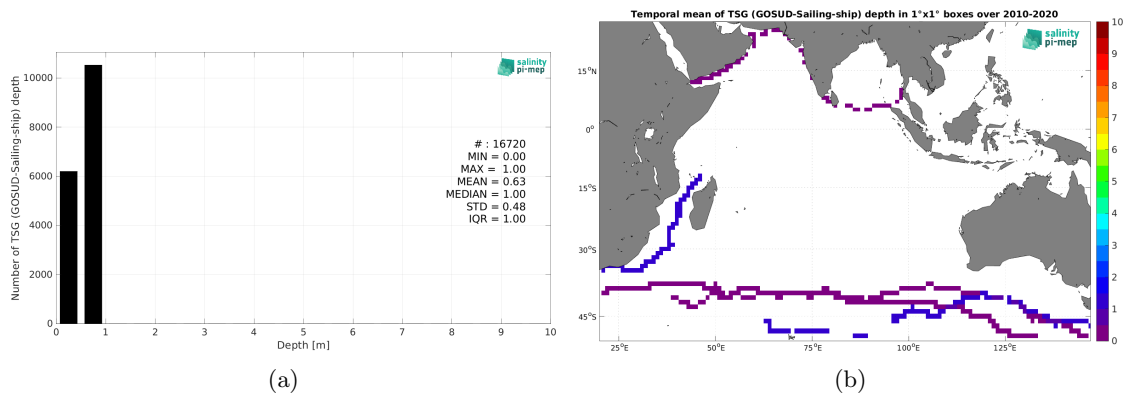 salinity
pi-mep
Number of TSG (GOSUD-Sailing-ship) depth
10000
8000
6000
4000
2000
0
# : 16720
MIN = 0.00
MAX = 1.00
MEAN = 0.63
MEDIAN = 1.00
STD = 0.48
IQR = 1.00
0 1 2 3 4 5 6 7 8 9 10
Depth [m]
(a)
Temporal mean of TSG (GOSUD-Sailing-ship) depth in 1°x1° boxes over 2010-2020
salinity
pi-mep
15°N
0°
15°S
30°S
45°S
25°E 50°E 75°E 100°E 125°E
10
9
8
7
6
5
4
3
2
1
0
(b)